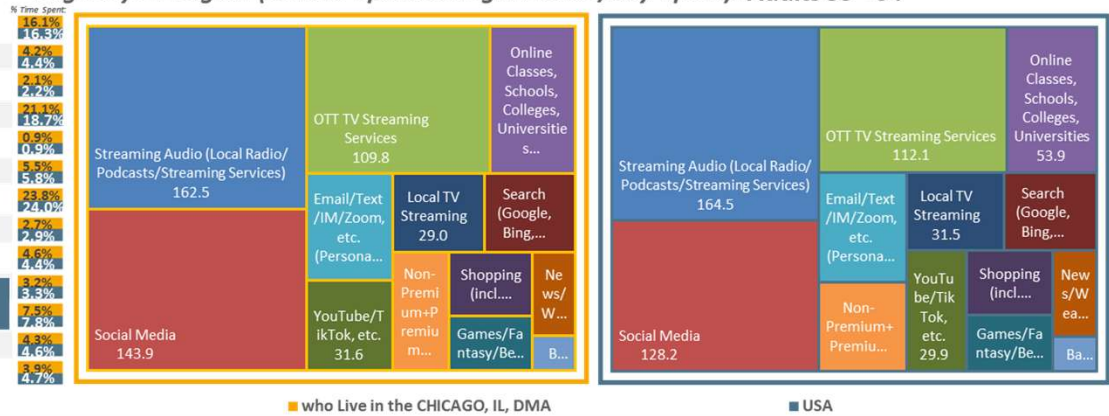 % Time Spent:
16.1%
16.3%
4.2%
4.4%
2.1%
2.2%
21.1%
18.7%
0.9%
0.9%
5.5%
5.8%
23.8%
24.0%
2.7%
2.9%
4.6%
4.4%
3.2%
3.3%
7.5%
7.8%
4.3%
4.6%
3.9%
4.7%
Streaming Audio (Local Radio/
Podcasts/Streaming Services)
162.5
Social Media
143.9
OTT TV Streaming
Services
109.8
Online
Classes,
Schools,
Colleges,
Universitie
s...
Email/Text
/IM/Zoom,
etc.
(Persona...
Local TV
Streaming
29.0
Search
(Google,
Bing,...
YouTube/T
ikTok, etc.
31.6
Non-
Premi
um+P
remiu
m...
Shopping
(incl....
Ne
ws/
W...
Games/Fa
ntasy/Be...
B...
Streaming Audio (Local Radio/
Podcasts/Streaming Services)
164.5
Social Media
128.2
OTT TV Streaming Services
112.1
Online
Classes,
Schools,
Colleges,
Universities
53.9
Email/Text
/IM/Zoom,
etc.
(Persona...
Local TV
Streaming
31.5
Search
(Google,
Bing,...
Non-
Premium+
Premiu...
YouTu
be/Tik
Tok,
etc.
29.9
Shopping
(incl....
New
s/W
ea...
Games/Fa
ntasy/Be...
Ba...
who Live in the CHICAGO, IL, DMA
USA